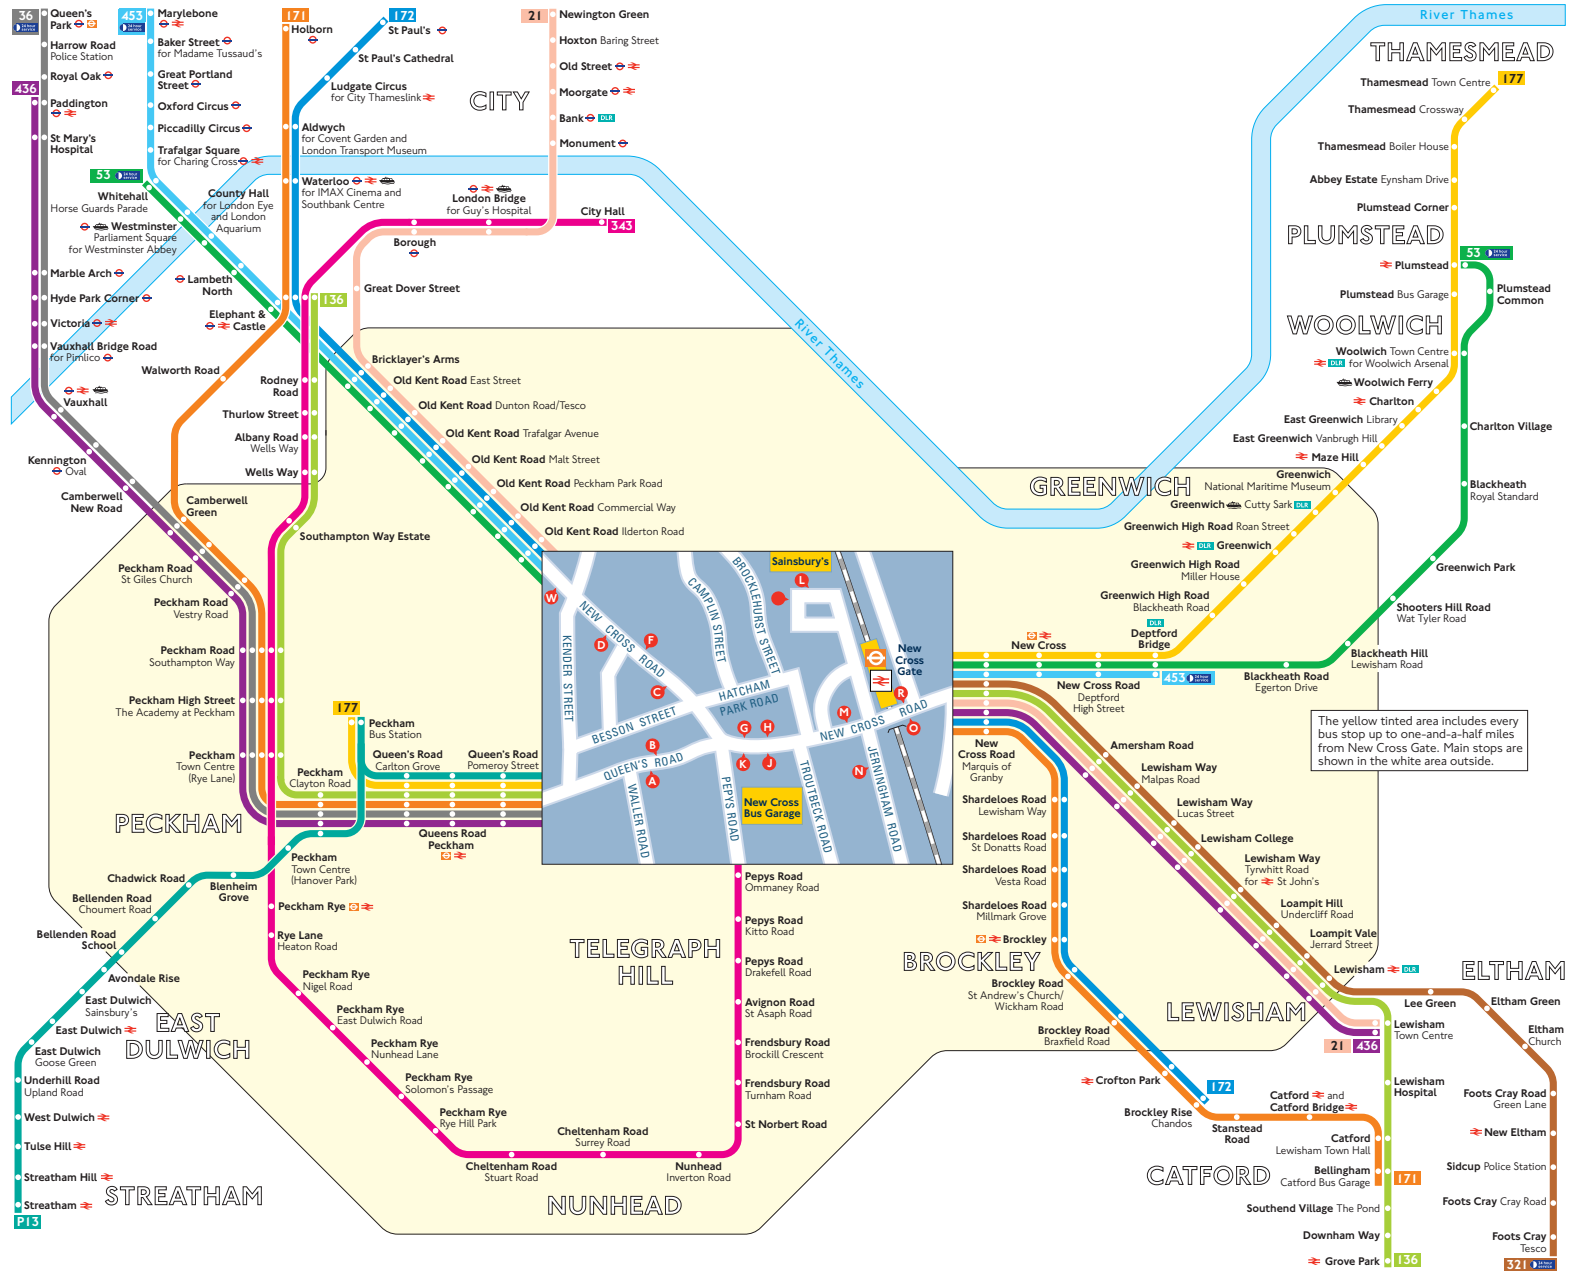 36
24 hour service
Queen's
Park
Harrow Road
Police Station
Royal Oak
436
Paddington
St Mary's
Hospital
Marble Arch
Hyde Park Corner
Victoria
Vauxhall Bridge Road
for Pimlico
Vauxhall
Kennington
Oval
Camberwell
New Road
453
24 hour service
Marylebone
Baker Street
for Madame Tussaud's
Great Portland
Street
Oxford Circus
Piccadilly Circus
Trafalgar Square
for Charing Cross
53
24 hour service
Whitehall
Horse Guards Parade
Westminster
Parliament Square
for Westminster Abbey
County Hall
for London Eye
and London
Aquarium
Lambeth
North
Elephant &
Castle
Walworth Road
171
Holborn
172
St Paul's
St Paul's Cathedral
Ludgate Circus
for City Thameslink
Aldwych
for Covent Garden and
London Transport Museum
Waterloo
for IMAX Cinema and
Southbank Centre
CITY
21
Newington Green
Hoxton Baring Street
Old Street
Moorgate
Bank DLR
Monument
London Bridge
for Guy's Hospital
City Hall
343
Borough
Great Dover Street
136
Rodney
Road
Thurlow Street
Albany Road
Wells Way
Wells Way
Camberwell
Green
Southampton Way Estate
Bricklayer's Arms
Old Kent Road East Street
Old Kent Road Dunton Road/Tesco
Old Kent Road Trafalgar Avenue
Old Kent Road Malt Street
Old Kent Road Peckham Park Road
Old Kent Road Commercial Way
Old Kent Road Ilderton Road
River Thames
River Thames
THAMESMEAD
177
Thamesmead Town Centre
Thamesmead Crossway
Thamesmead Boiler House
Abbey Estate Eynsham Drive
Plumstead Corner
PLUMSTEAD
53
24 hour service
Plumstead
Plumstead
Common
Plumstead Bus Garage
WOOLWICH
Woolwich Town Centre
DLR for Woolwich Arsenal
Woolwich Ferry
Charlton
East Greenwich Library
East Greenwich Vanbrugh Hill
Maze Hill
Charlton Village
Blackheath
Royal Standard
GREENWICH
Greenwich
National Maritime Museum
Greenwich Cutty Sark DLR
Greenwich High Road Roan Street
DLR Greenwich
Greenwich High Road
Miller House
Greenwich High Road
Blackheath Road
DLR
Deptford
Bridge
New Cross
Greenwich Park
Shooters Hill Road
Wat Tyler Road
Blackheath Hill
Lewisham Road
Blackheath Road
Egerton Drive
453
24 hour service
New Cross Road
Deptford
High Street
Peckham Road
St Giles Church
Peckham Road
Vestry Road
Peckham Road
Southampton Way
Peckham High Street
The Academy at Peckham
Peckham
Town Centre
(Rye Lane)
177
Peckham
Bus Station
Queen's Road
Carlton Grove
Queen's Road
Pomeroy Street
Peckham
Clayton Road
PECKHAM
Queens Road
Peckham
Peckham
Town Centre
(Hanover Park)
Chadwick Road
Blenheim
Grove
Bellenden Road
Choumert Road
Bellenden Road
School
Avondale Rise
East Dulwich
Sainsbury's
East Dulwich
EAST
DULWICH
East Dulwich
Goose Green
Underhill Road
Upland Road
West Dulwich
Tulse Hill
Streatham Hill
STREATHAM
Streatham
P13
Peckham Rye
Rye Lane
Heaton Road
Peckham Rye
Nigel Road
Peckham Rye
East Dulwich Road
Peckham Rye
Nunhead Lane
Peckham Rye
Solomon's Passage
Peckham Rye
Rye Hill Park
Cheltenham Road
Stuart Road
Cheltenham Road
Surrey Road
Nunhead
Inverton Road
NUNHEAD
TELEGRAPH
HILL
Pepys Road
Ommaney Road
Pepys Road
Kitto Road
Pepys Road
Drakefell Road
Avignon Road
St Asaph Road
Frendsbury Road
Brockill Crescent
Frendsbury Road
Turnham Road
St Norbert Road
Sainsbury's
L
W
D
F
C
B
A
G
H
K
J
M
N
R
O
NEW CROSS ROAD
KENDER STREET
CAMPLIN STREET
BROCKLEHURST STREET
HATCHAM
PARK ROAD
BESSON STREET
QUEEN'S ROAD
WALLER ROAD
PEPYS ROAD
TROUTBECK ROAD
JERNINGHAM ROAD
NEW CROSS ROAD
New
Cross
Gate
New Cross
Bus Garage
The yellow tinted area includes every
bus stop up to one-and-a-half miles
from New Cross Gate. Main stops are
shown in the white area outside.
New
Cross Road
Marquis of
Granby
Shardeloes Road
Lewisham Way
Shardeloes Road
St Donatts Road
Shardeloes Road
Vesta Road
Shardeloes Road
Millmark Grove
Brockley
BROCKLEY
Brockley Road
St Andrew's Church/
Wickham Road
Brockley Road
Braxfield Road
Crofton Park
Brockley Rise
Chandos
172
Stanstead
Road
Catford and
Catford Bridge
Catford
Lewisham Town Hall
CATFORD
Bellingham
Catford Bus Garage
171
Southend Village The Pond
Downham Way
Grove Park
136
Amersham Road
Lewisham Way
Malpas Road
Lewisham Way
Lucas Street
Lewisham College
Lewisham Way
Tyrwhitt Road
for St John's
Loampit Hill
Undercliff Road
Loampit Vale
Jerrard Street
Lewisham DLR
LEWISHAM
21
436
Lewisham
Town Centre
Lewisham
Hospital
ELTHAM
Lee Green
Eltham Green
Eltham
Church
Foots Cray Road
Green Lane
New Eltham
Sidcup Police Station
Foots Cray Cray Road
Foots Cray
Tesco
321
24 hour service